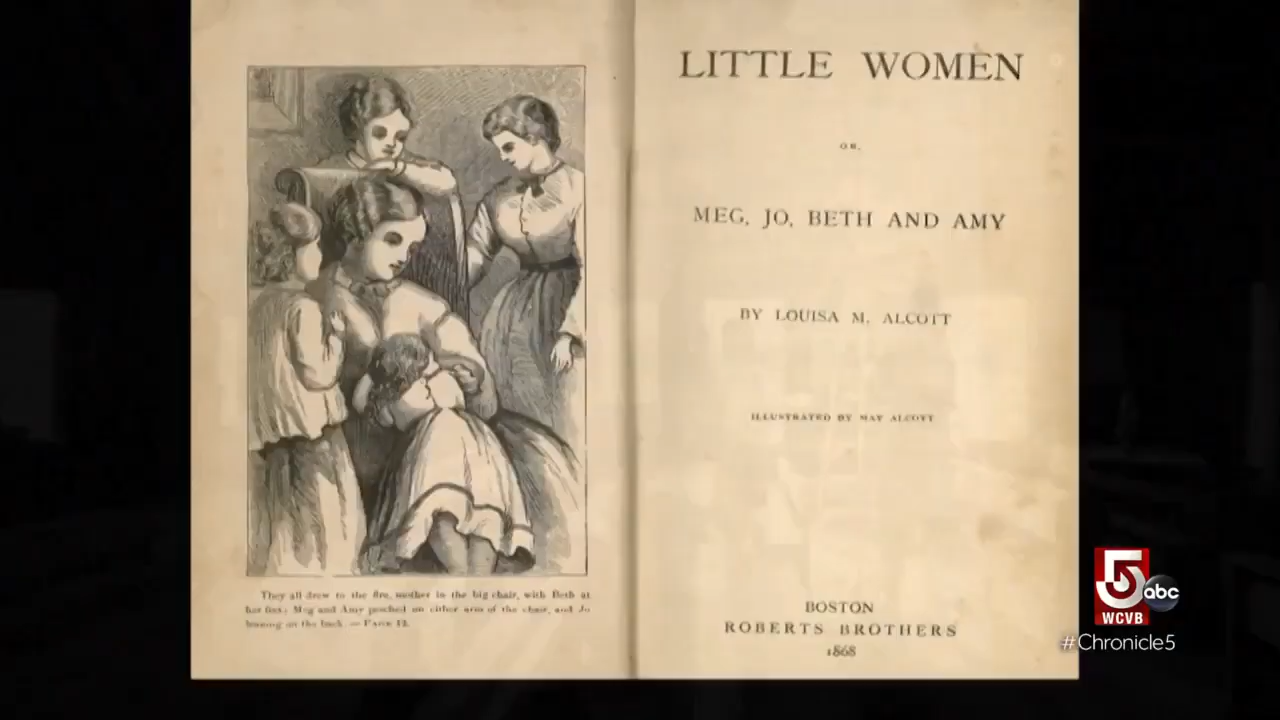 They all drew to the fire, mother in the big chair, with Beth at
her feet; Meg and Amy perched on either arm of the chair, and Jo
leaning on the back. — PAGE 12.
LITTLE WOMEN
OR,
MEG, JO, BETH AND AMY
BY LOUISA M. ALCOTT
ILLUSTRATED BY MAY ALCOTT
BOSTON
ROBERTS BROTHERS
1868
5 abc
WCVB
#Chronicle5